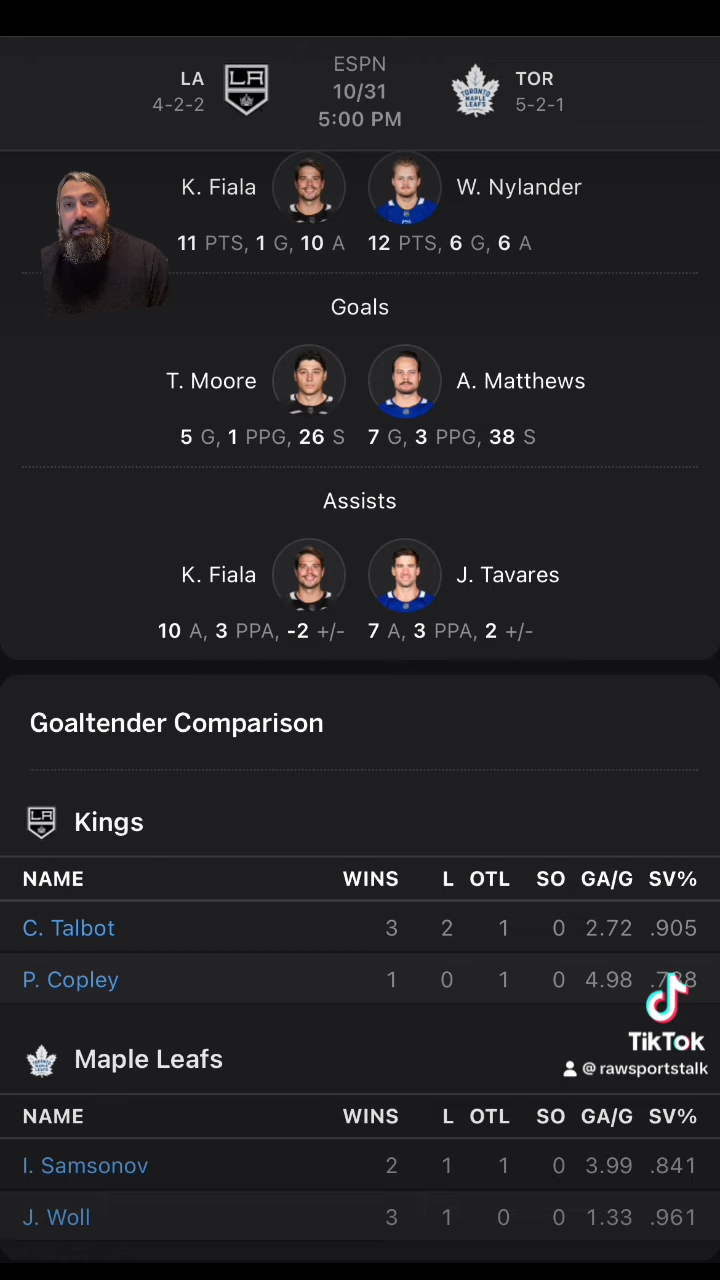 LA
4-2-2
LA
ESPN
10/31
5:00 PM
TORONTO MAPLE LEAFS
TOR
5-2-1
K. Fiala
W. Nylander
11 PTS, 1 G, 10 A
12 PTS, 6 G, 6 A
Goals
T. Moore
A. Matthews
5 G, 1 PPG, 26 S
7 G, 3 PPG, 38 S
Assists
K. Fiala
J. Tavares
10 A, 3 PPA, -2 +/-
7 A, 3 PPA, 2 +/-
Goaltender Comparison
LA
Kings
NAME WINS L OTL SO GA/G SV%
C. Talbot 3 2 1 0 2.72 .905
P. Copley 1 0 1 0 4.98
TikTok
@rawsportstalk
Maple Leafs
NAME WINS L OTL SO GA/G SV%
I. Samsonov 2 1 1 0 3.99 .841
J. Woll 3 1 0 0 1.33 .961